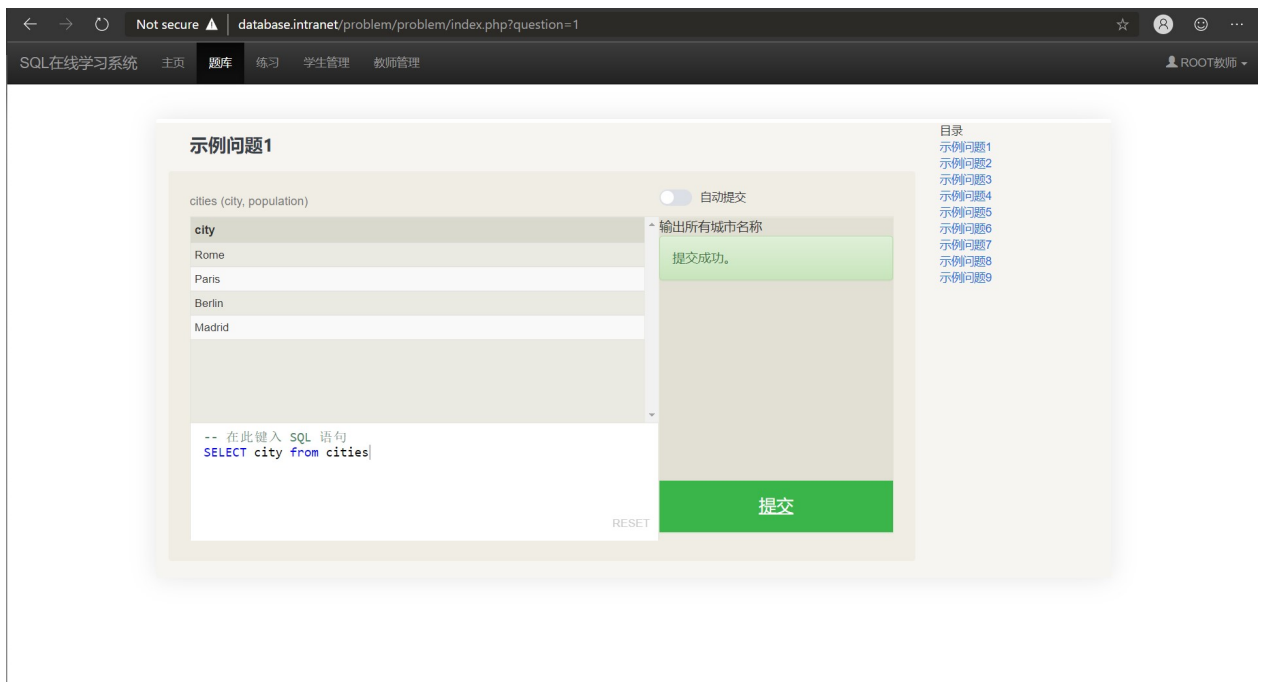 Not secure database.intranet/problem/problem/index.php?question=1
SQL在线学习系统 主页 题库 练习 学生管理 教师管理 ROOT教师
示例问题1
cities (city, population)
city
Rome
Paris
Berlin
Madrid
-- 在此键入 SQL 语句
SELECT city from cities
RESET
自动提交
输出所有城市名称
提交成功。
提交
目录
示例问题1
示例问题2
示例问题3
示例问题4
示例问题5
示例问题6
示例问题7
示例问题8
示例问题9